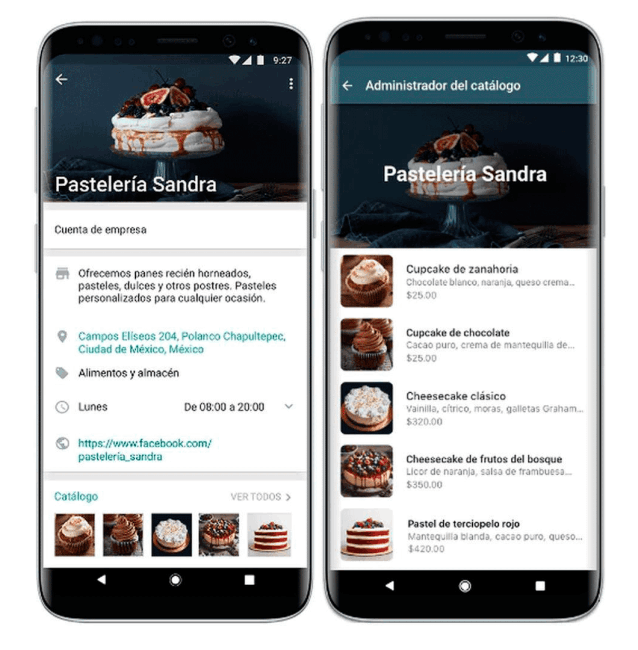 9:27
Pastelería Sandra
Cuenta de empresa
Ofrecemos panes recién horneados,
pasteles, dulces y otros postres. Pasteles
personalizados para cualquier ocasión.
Campos Elíseos 204, Polanco Chapultepec,
Ciudad de México, México
Alimentos y almacén
Lunes De 08:00 a 20:00
https://www.facebook.com/
pastelería_sandra
Catálogo VER TODOS
12:30
Administrador del catálogo
Pastelería Sandra
Cupcake de zanahoria
Chocolate blanco, naranja, queso crema...
$25.00
Cupcake de chocolate
Cacao puro, crema de mantequilla de...
$25.00
Cheesecake clásico
Vainilla, cítrico, moras, galletas Graham...
$320.00
Cheesecake de frutos del bosque
Licor de naranja, salsa de frambuesa...
$350.00
Pastel de terciopelo rojo
Mantequilla blanda, cacao puro, queso...
$420.00